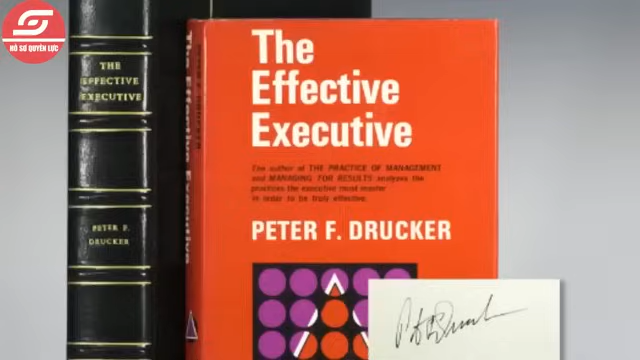 HỒ SƠ QUYỀN LỰC
THE
EFFECTIVE
EXECUTIVE
PETER F.
DRUCKER
The Effective Executive
The
Effective
Executive
The author of THE PRACTICE OF MANAGEMENT
and MANAGING FOR RESULTS analyzes the
practices the executive must master
in order to be truly effective.
PETER F. DRUCKER